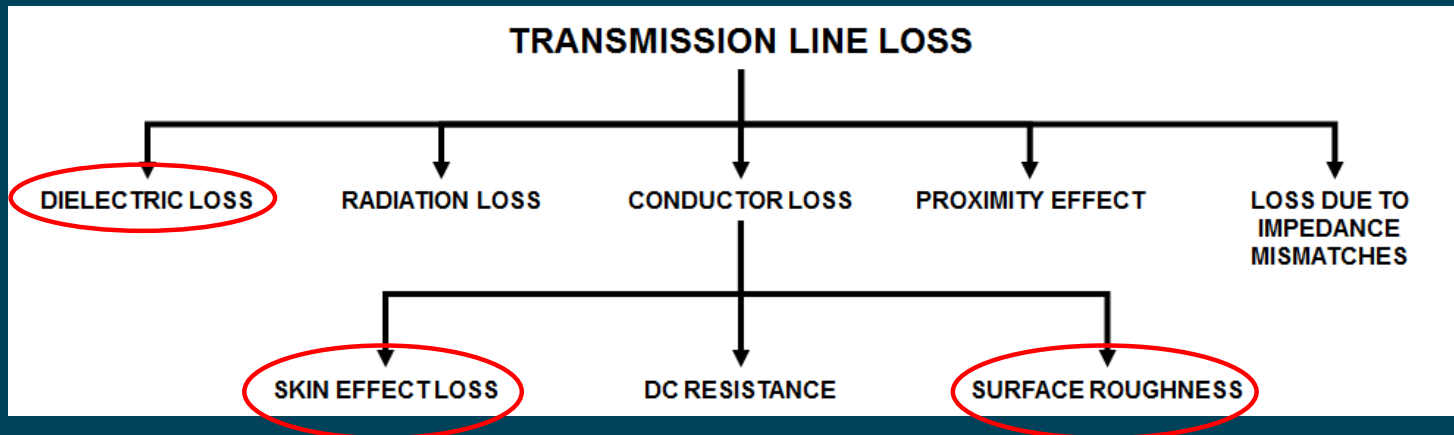 TRANSMISSION LINE LOSS
DIELECTRIC LOSS
RADIATION LOSS
CONDUCTOR LOSS
PROXIMITY EFFECT
LOSS DUE TO
IMPEDANCE
MISMATCHES
SKIN EFFECT LOSS
DC RESISTANCE
SURFACE ROUGHNESS